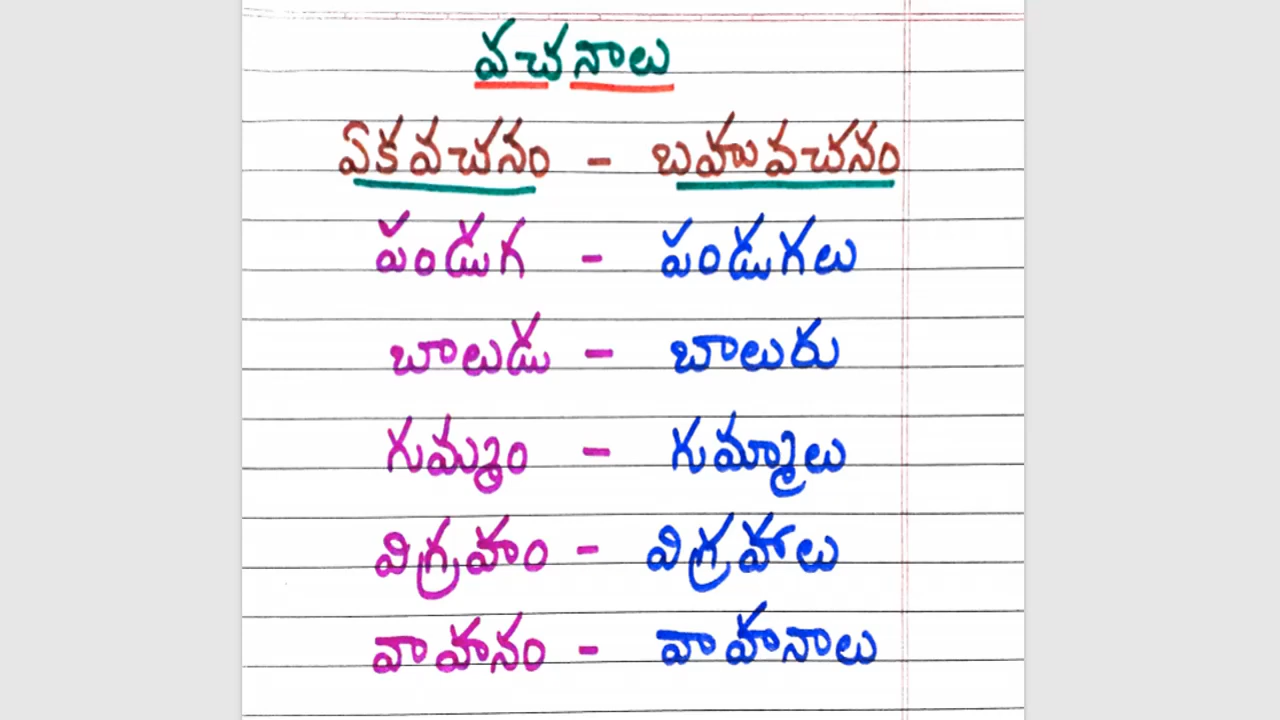 వచనాలు
ఏకవచనం - బహువచనం
పండుగ - పండుగలు
బాలుడు - బాలురు
గుమ్మం - గుమ్మాలు
విగ్రహం - విగ్రహాలు
వాహనం - వాహనాలు